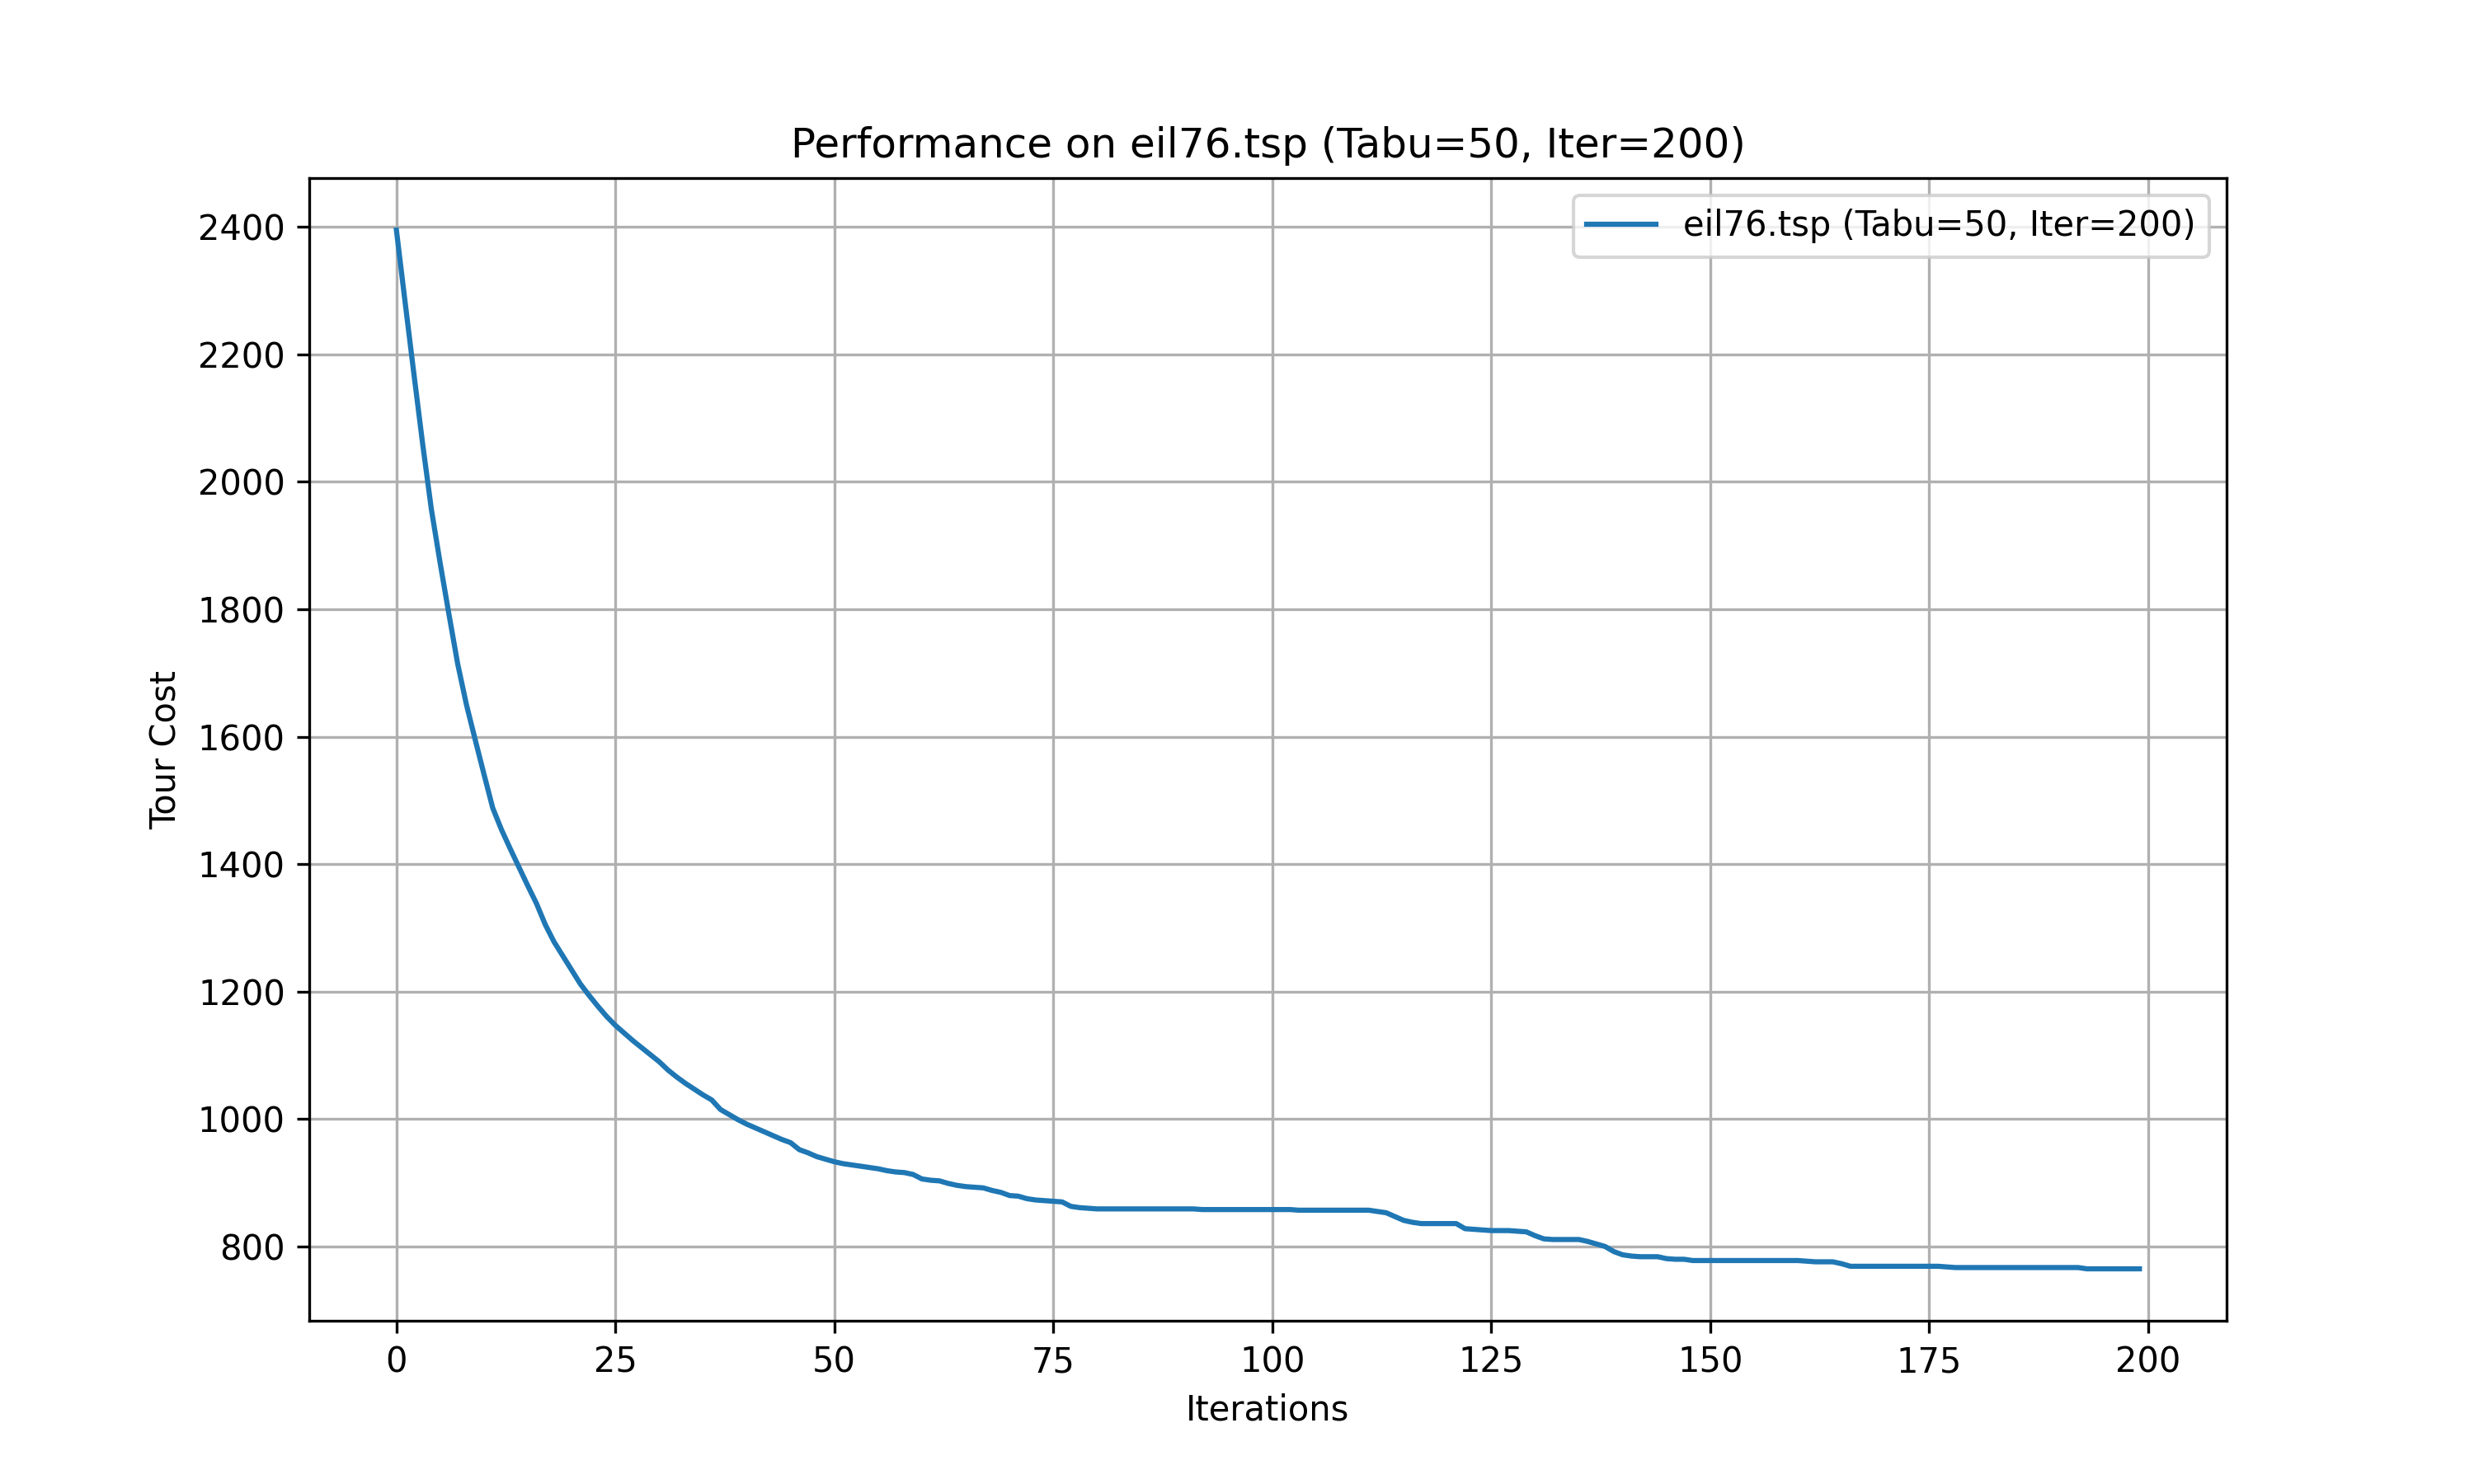 Performance on eil76.tsp (Tabu=50, Iter=200)
eil76.tsp (Tabu=50, Iter=200)
2400
2200
2000
1800
1600
1400
1200
1000
800
Tour Cost
0 25 50 75 100 125 150 175 200
Iterations